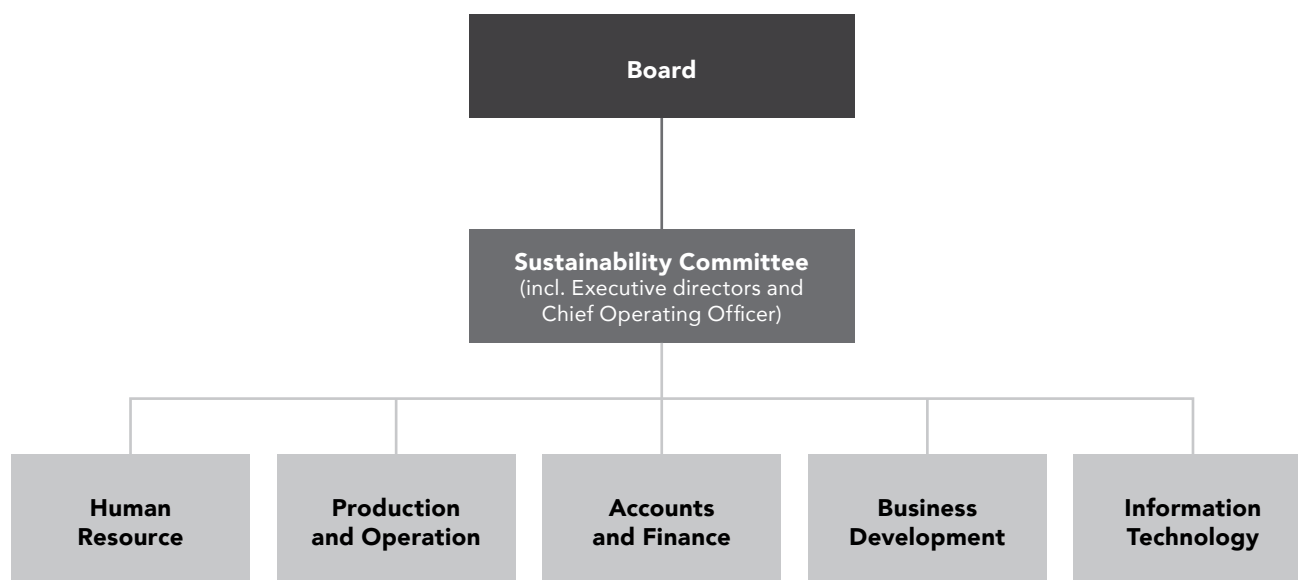 Board
Sustainability Committee
(incl. Executive directors and
Chief Operating Officer)
Human
Resource
Production
and Operation
Accounts
and Finance
Business
Development
Information
Technology